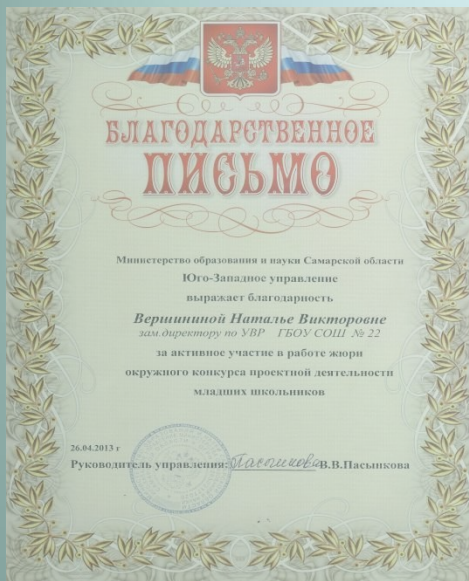 БЛАГОДАРСТВЕННОЕ
ПИСЬМО
Министерство образования и науки Самарской области
Юго-Западное управление
выражает благодарность
Вершининой Наталье Викторовне
зам.директору по УВР ГБОУ СОШ № 22
за активное участие в работе жюри
окружного конкурса проектной деятельности
младших школьников
26.04.2013 г
Руководитель управления: В.В.Пасынкова